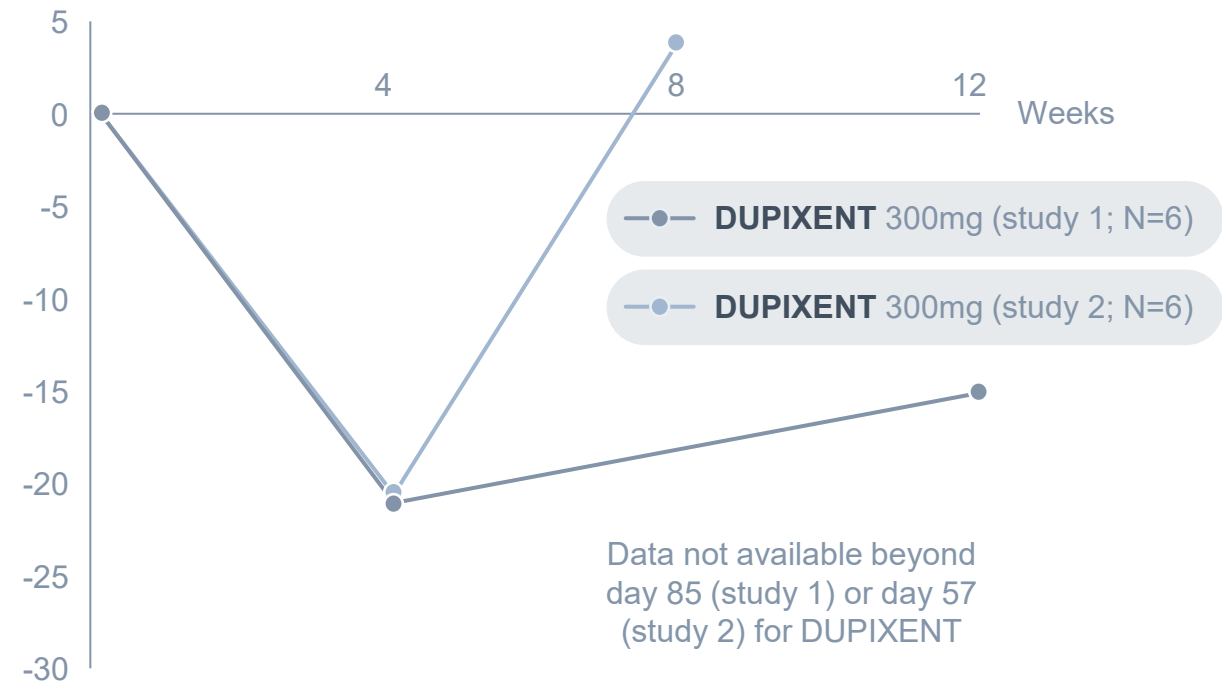 5
4
8
12
0
Weeks
-5
DUPIXENT 300mg (study 1; N=6)
-10
DUPIXENT 300mg (study 2; N=6)
-15
-20
Data not available beyond
day 85 (study 1) or day 57
(study 2) for DUPIXENT
-25
-30